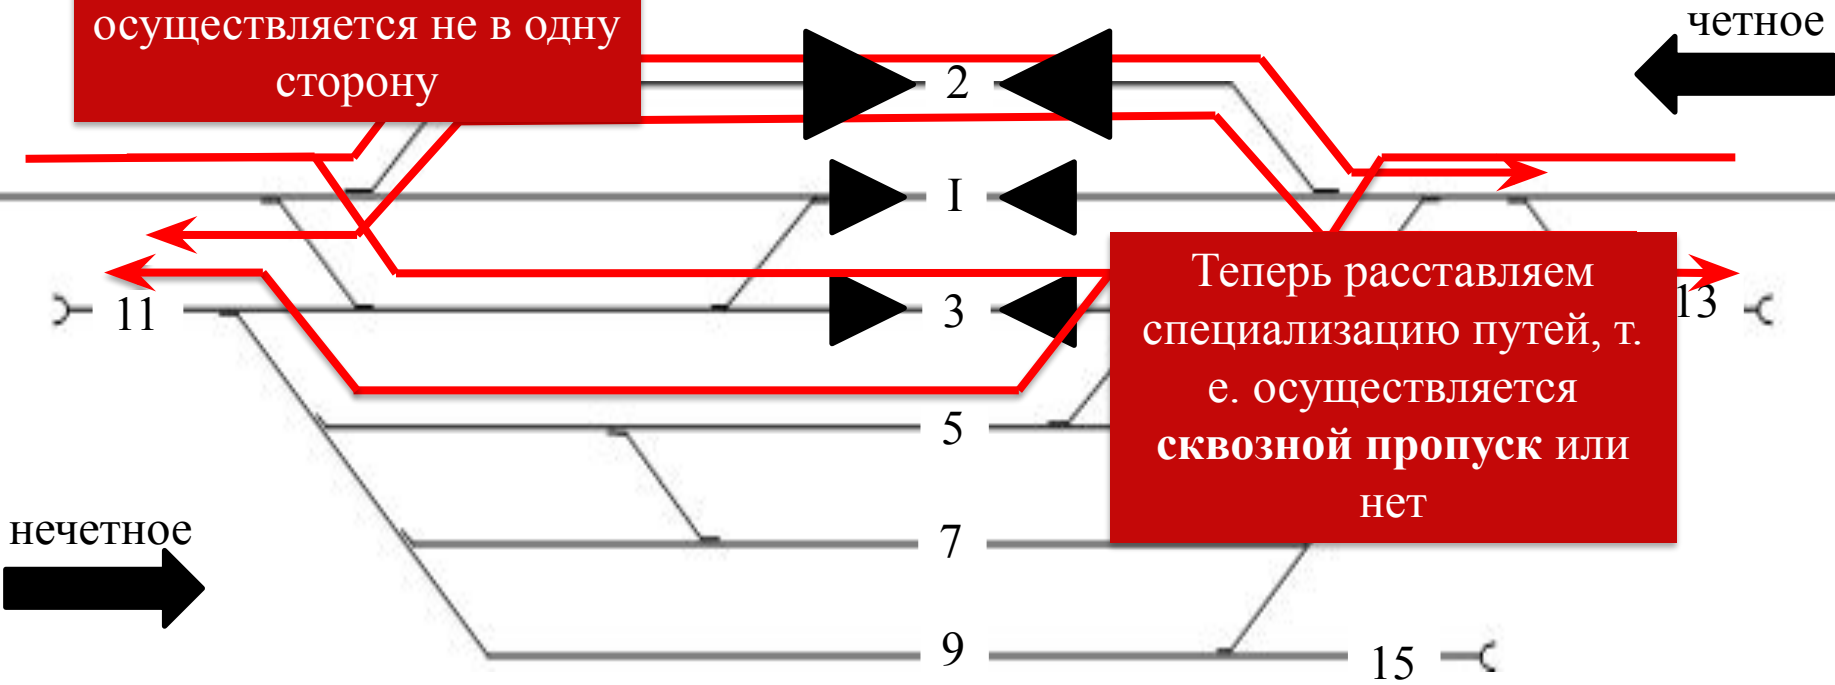 осуществляется не в одну
сторону
четное
2
I
11
3
13
Теперь расставляем
специализацию путей, т.
е. осуществляется
сквозной пропуск или
нет
5
нечетное
7
9
15